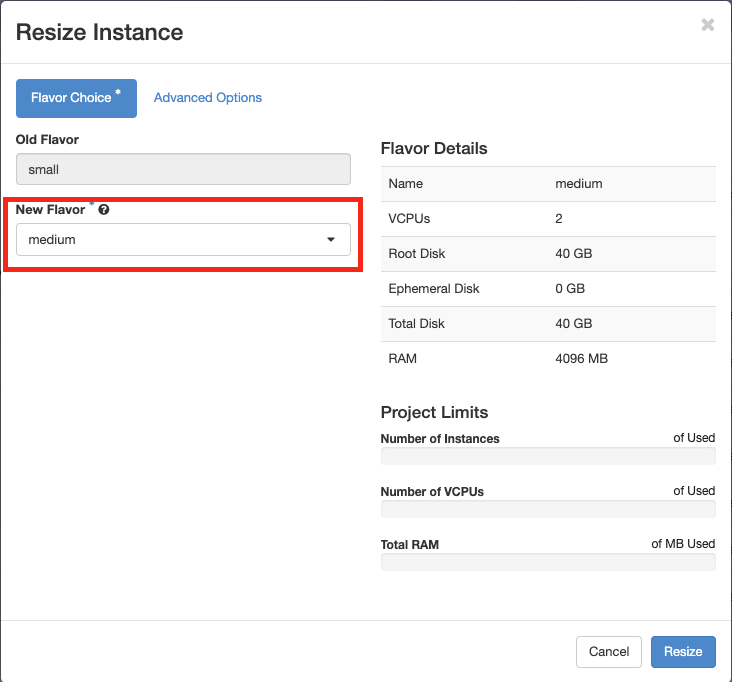 Resize Instance
×
Flavor Choice *
Advanced Options
Old Flavor
small
New Flavor * ?
medium
Flavor Details
Name medium
VCPUs 2
Root Disk 40 GB
Ephemeral Disk 0 GB
Total Disk 40 GB
RAM 4096 MB
Project Limits
Number of Instances of Used
Number of VCPUs of Used
Total RAM of MB Used
Cancel
Resize